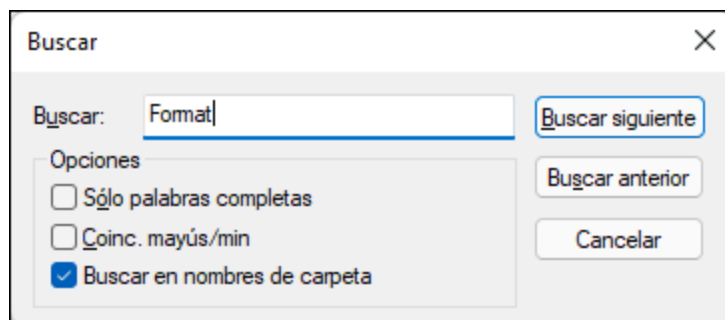 Buscar
Buscar: Format
Buscar siguiente
Opciones
Buscar anterior
Sólo palabras completas
Coinc. mayús/min
Cancelar
Buscar en nombres de carpeta